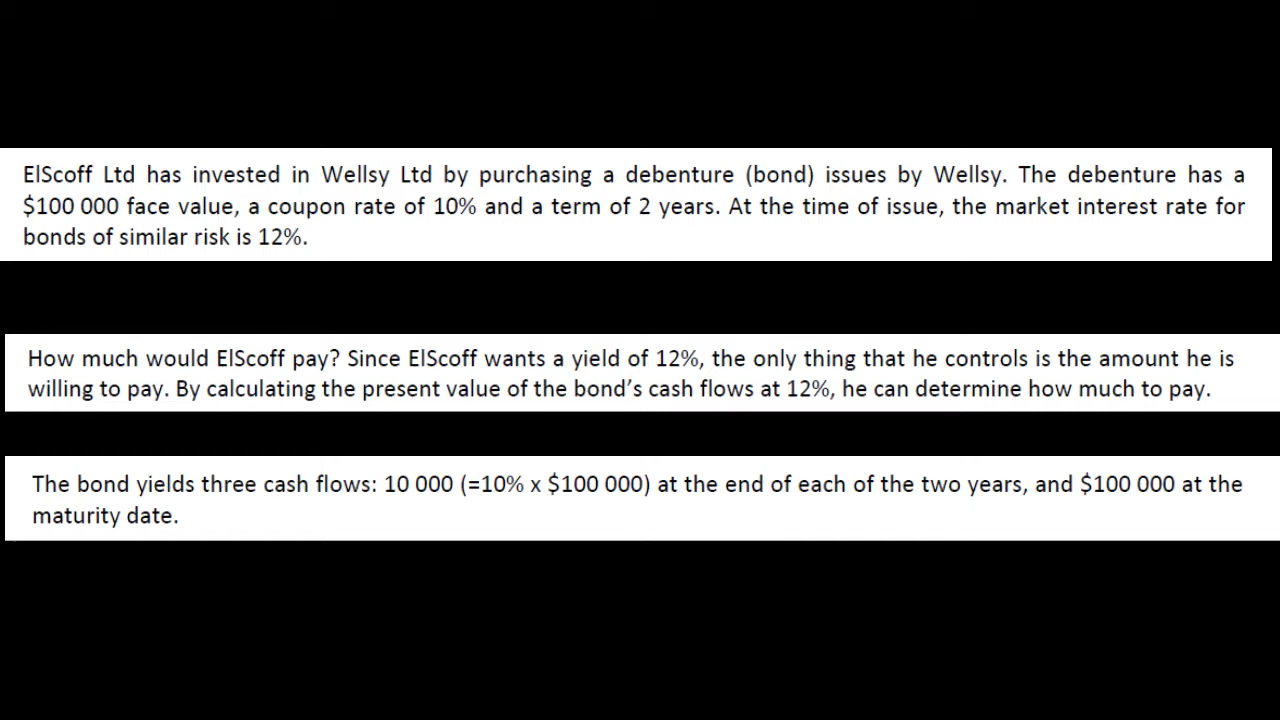 ElScoff Ltd has invested in Wellsy Ltd by purchasing a debenture (bond) issues by Wellsy. The debenture has a
$100 000 face value, a coupon rate of 10% and a term of 2 years. At the time of issue, the market interest rate for
bonds of similar risk is 12%.
How much would ElScoff pay? Since ElScoff wants a yield of 12%, the only thing that he controls is the amount he is
willing to pay. By calculating the present value of the bond’s cash flows at 12%, he can determine how much to pay.
The bond yields three cash flows: 10 000 (=10% x $100 000) at the end of each of the two years, and $100 000 at the
maturity date.